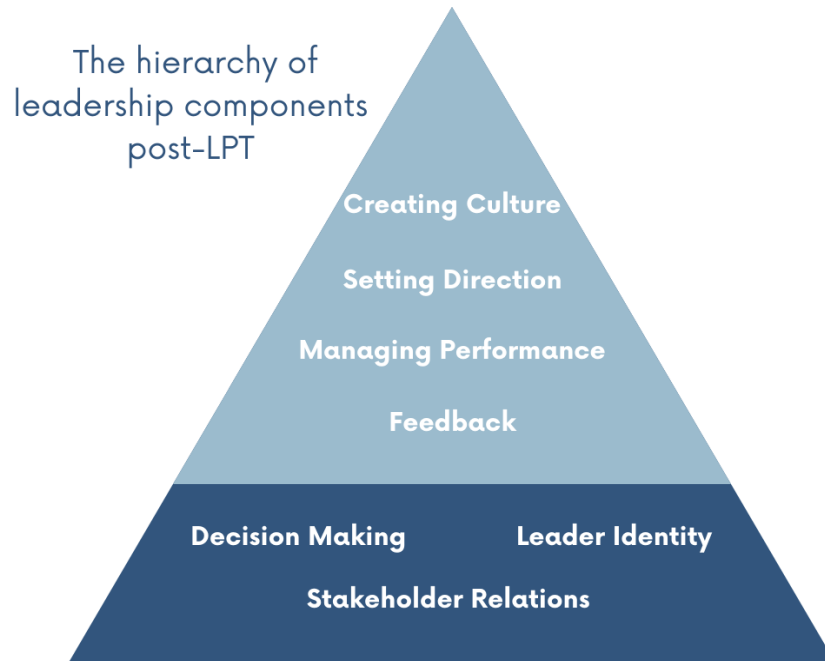 The hierarchy of
leadership components
post-LPT
Creating Culture
Setting Direction
Managing Performance
Feedback
Decision Making
Leader Identity
Stakeholder Relations